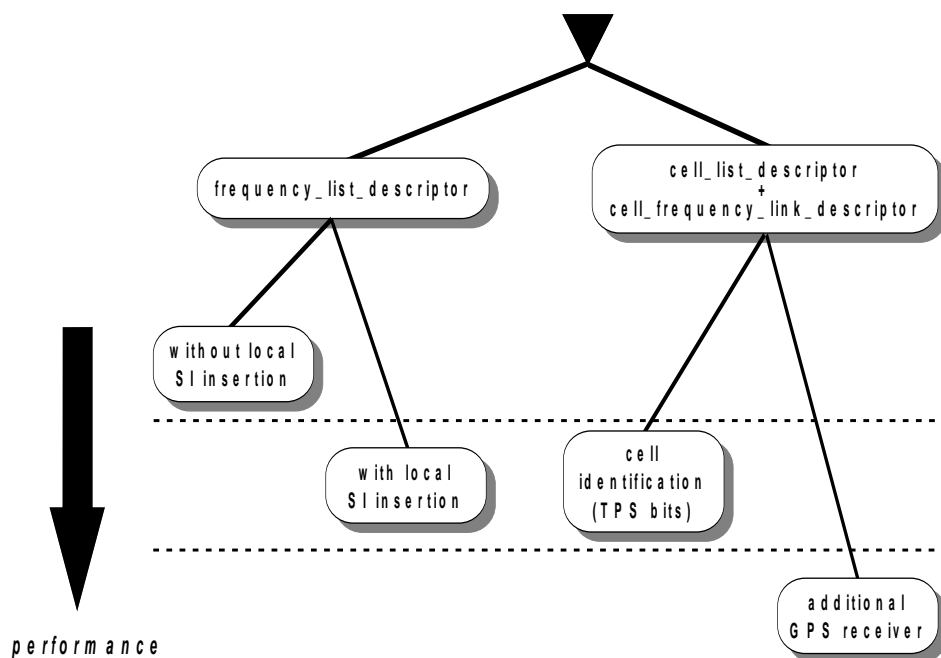 frequency_list_descriptor
cell_list_descriptor
+
cell_frequency_link_descriptor
without local
SI insertion
with local
SI insertion
cell
identification
(TPS bits)
additional
GPS receiver
performance